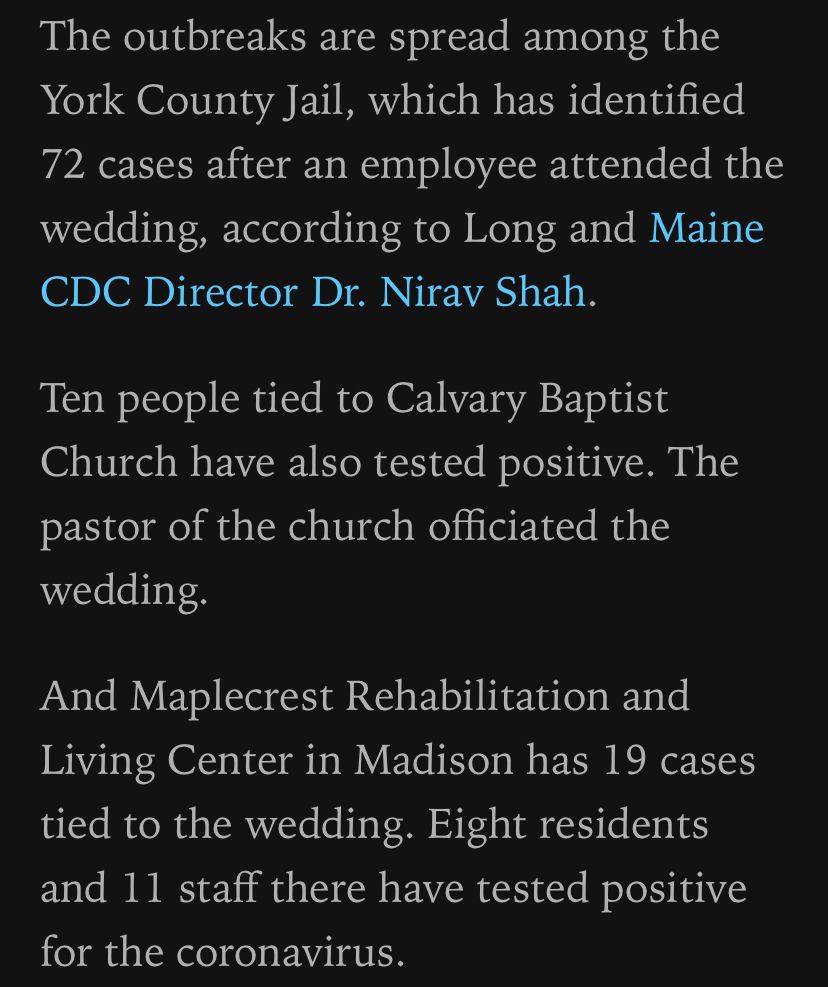 The outbreaks are spread among the
York County Jail, which has identified
72 cases after an employee attended the
wedding, according to Long and Maine
CDC Director Dr. Nirav Shah.
Ten people tied to Calvary Baptist
Church have also tested positive. The
pastor of the church officiated the
wedding.
And Maplecrest Rehabilitation and
Living Center in Madison has 19 cases
tied to the wedding. Eight residents
and 11 staff there have tested positive
for the coronavirus.